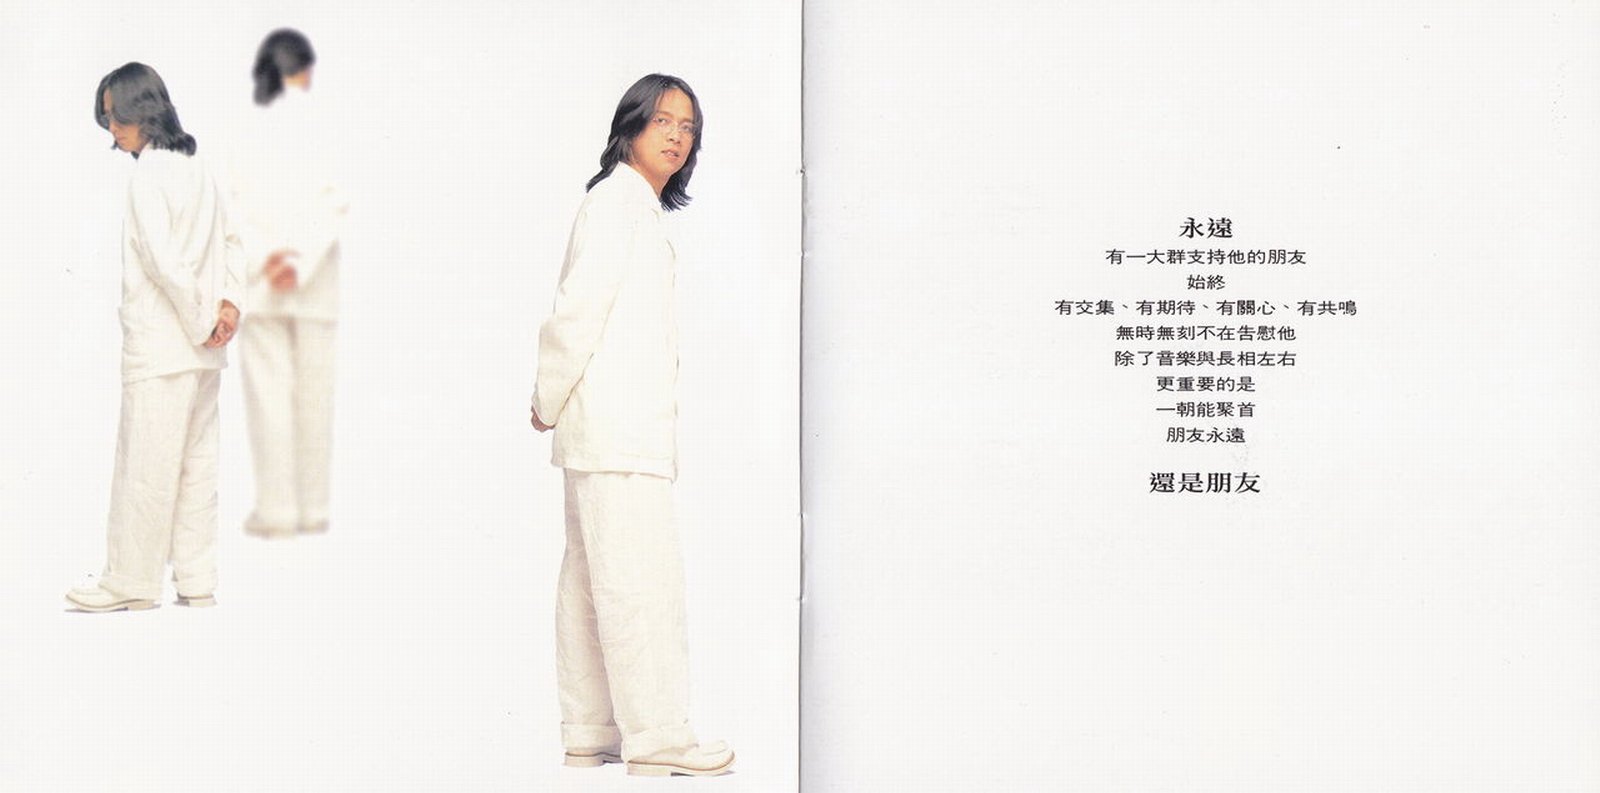 永遠
有一大群支持他的朋友
始終
有交集、有期待、有關心、有共鳴
無時無刻不在告慰他
除了音樂與長相左右
更重要的是
一朝能聚首
朋友永遠
還是朋友